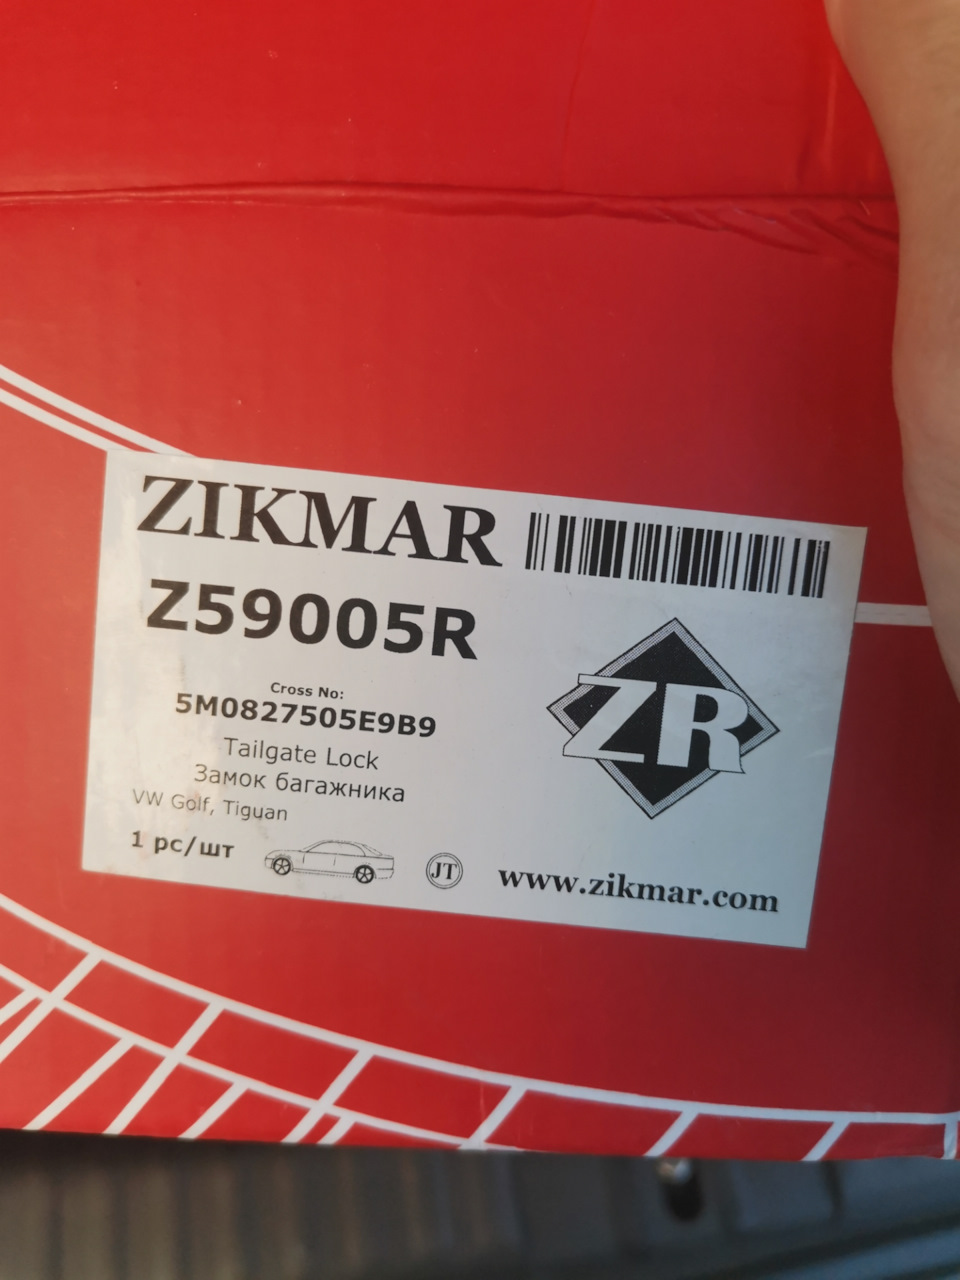 ZIKMAR
Z59005R
Cross No:
5M0827505E9B9
Tailgate Lock
Замок багажника
VW Golf, Tiguan
1 pc/шт
JT
ZR
www.zikmar.com